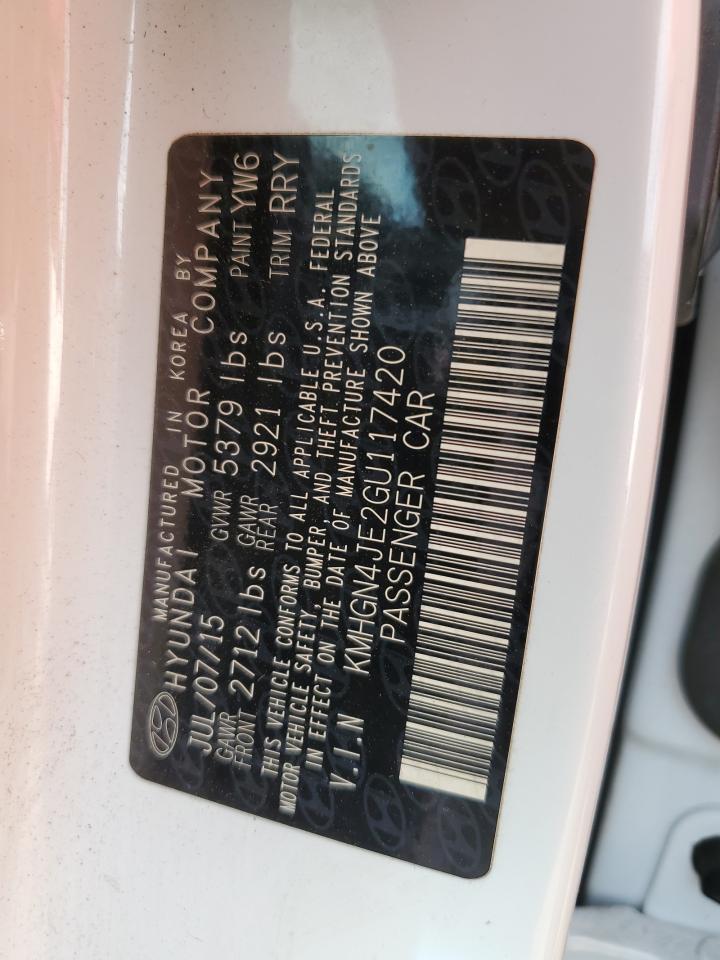 MANUFACTURED IN KOREA BY
HYUNDAI MOTOR COMPANY
JUL/07/15 GVWR 5379 lbs PAINT YW6
GAWR FRONT 2712 lbs GAWR REAR 2921 lbs TRIM RRY
THIS VEHICLE CONFORMS TO ALL APPLICABLE U.S.A. FEDERAL
MOTOR VEHICLE SAFETY, BUMPER, AND THEFT PREVENTION STANDARDS
IN EFFECT ON THE DATE OF MANUFACTURE SHOWN ABOVE
V.I.N KMHGN4JE2GU117420
PASSENGER CAR